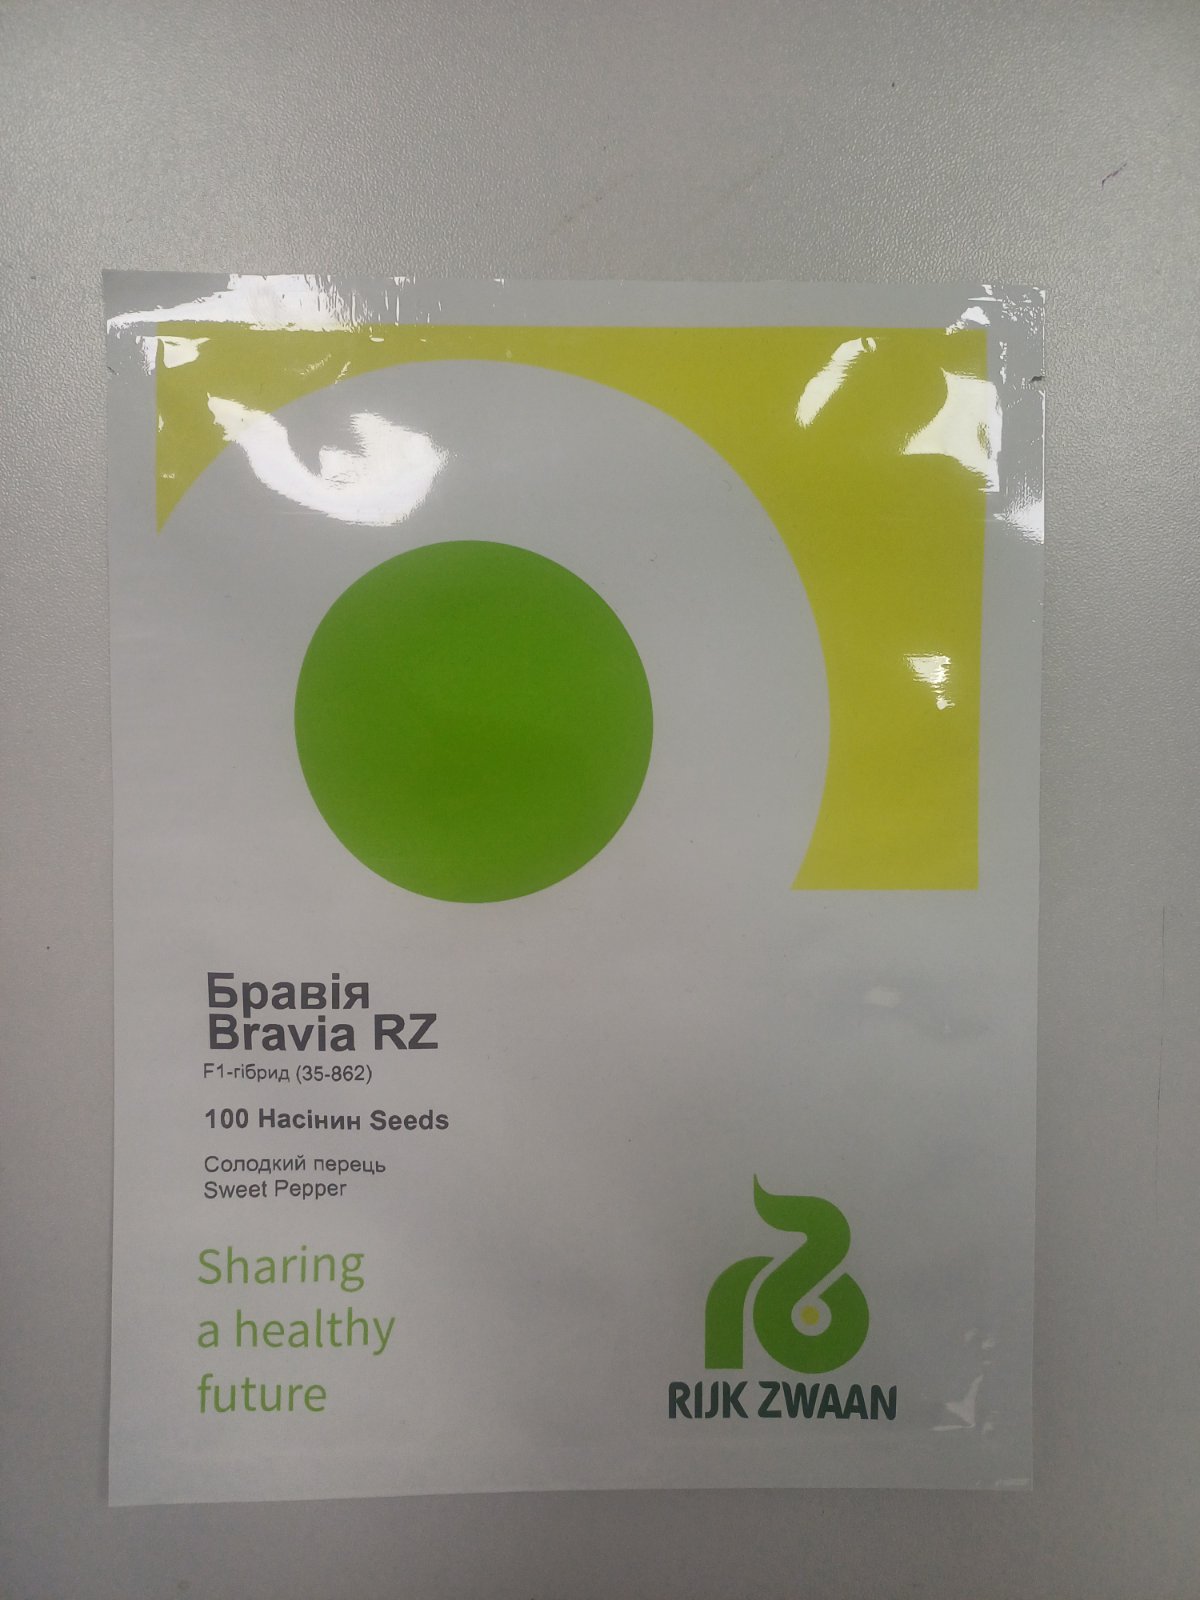 Бравія
Bravia RZ
F1-гібрид (35-862)
100 Насінин Seeds
Солодкий перець
Sweet Pepper
Sharing
a healthy
future
RIJK ZWAAN